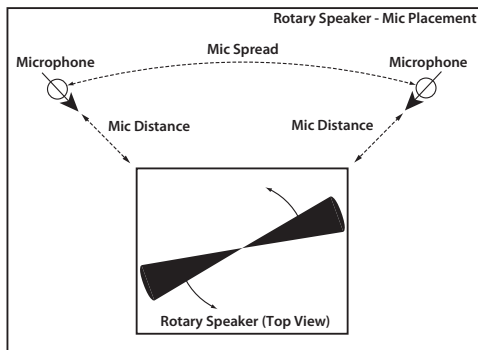 Rotary Speaker - Mic Placement
Mic Spread
Microphone
Microphone
Mic Distance
Mic Distance
Rotary Speaker (Top View)